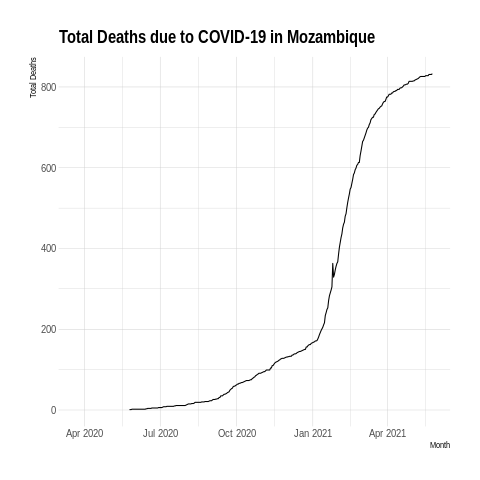 Total Deaths due to COVID-19 in Mozambique
Total Deaths
800
600
400
200
0
Apr 2020 Jul 2020 Oct 2020 Jan 2021 Apr 2021
Month